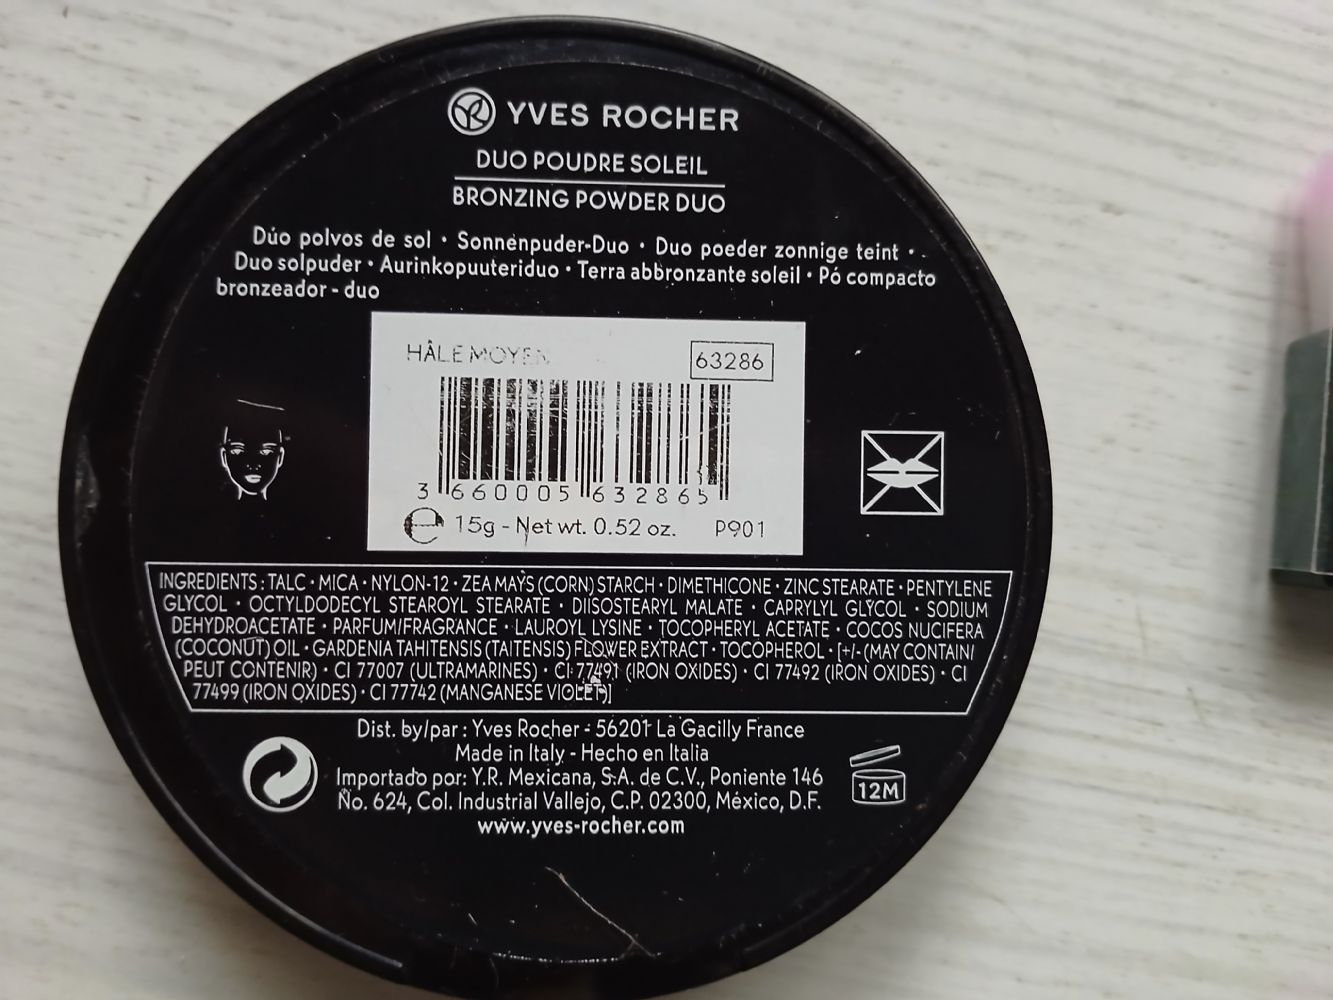 YVES ROCHER
DUO POUDRE SOLEIL
BRONZING POWDER DUO
Dúo polvos de sol • Sonnenpuder-Duo • Duo poeder zonnige teint •
Duo solpuder • Aurinkopuuteriduo • Terra abbronzante soleil • Pó compacto
bronzeador - duo
HÂLE MOYEN
63286
3 660005 632865
e 15g - Net wt. 0.52 oz. P901
INGREDIENTS : TALC • MICA • NYLON-12 • ZEA MAYS (CORN) STARCH • DIMETHICONE • ZINC STEARATE • PENTYLENE
GLYCOL • OCTYLDODECYL STEAROYL STEARATE • DIISOSTEARYL MALATE • CAPRYLYL GLYCOL • SODIUM
DEHYDROACETATE • PARFUM/FRAGRANCE • LAUROYL LYSINE • TOCOPHERYL ACETATE • COCOS NUCIFERA
(COCONUT) OIL • GARDENIA TAHITENSIS (TAITENSIS) FLOWER EXTRACT • TOCOPHEROL • [+/- (MAY CONTAIN/
PEUT CONTENIR) • CI 77007 (ULTRAMARINES) • CI 77491 (IRON OXIDES) • CI 77492 (IRON OXIDES) • CI
77499 (IRON OXIDES) • CI 77742 (MANGANESE VIOLET)]
Dist. by/par : Yves Rocher - 56201 La Gacilly France
Made in Italy - Hecho en Italia
Importado por: Y.R. Mexicana, S.A. de C.V., Poniente 146
No. 624, Col. Industrial Vallejo, C.P. 02300, México, D.F.
www.yves-rocher.com
12M